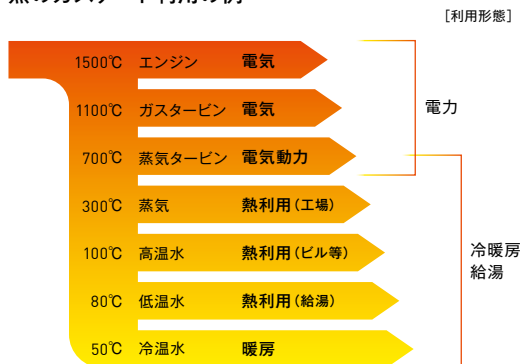 [利用形態]
1500℃ エンジン 電気
1100℃ ガスタービン 電気
電力
700℃ 蒸気タービン 電気動力
300℃ 蒸気 熱利用(工場)
100℃ 高温水 熱利用(ビル等)
冷暖房
給湯
80℃ 低温水 熱利用(給湯)
50℃ 冷温水 暖房